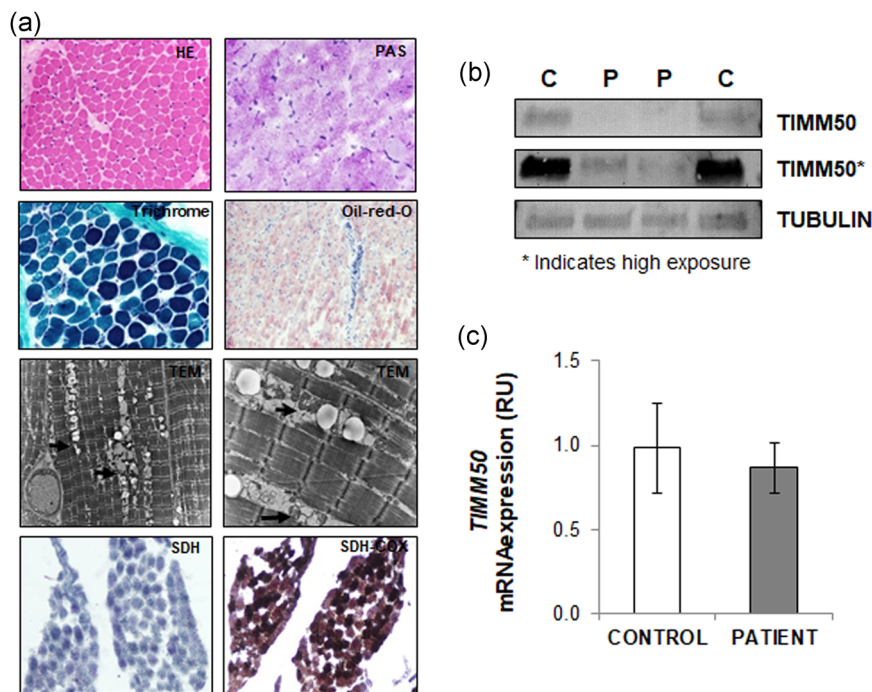 (a)
HE
PAS
Trichrome
Oil-red-O
TEM
TEM
SDH
SDH-COX
(b)
C P P C
TIMM50
TIMM50*
TUBULIN
* Indicates high exposure
(c)
TIMM50
mRNAexpression (RU)
1.5
1.0
0.5
0.0
CONTROL PATIENT